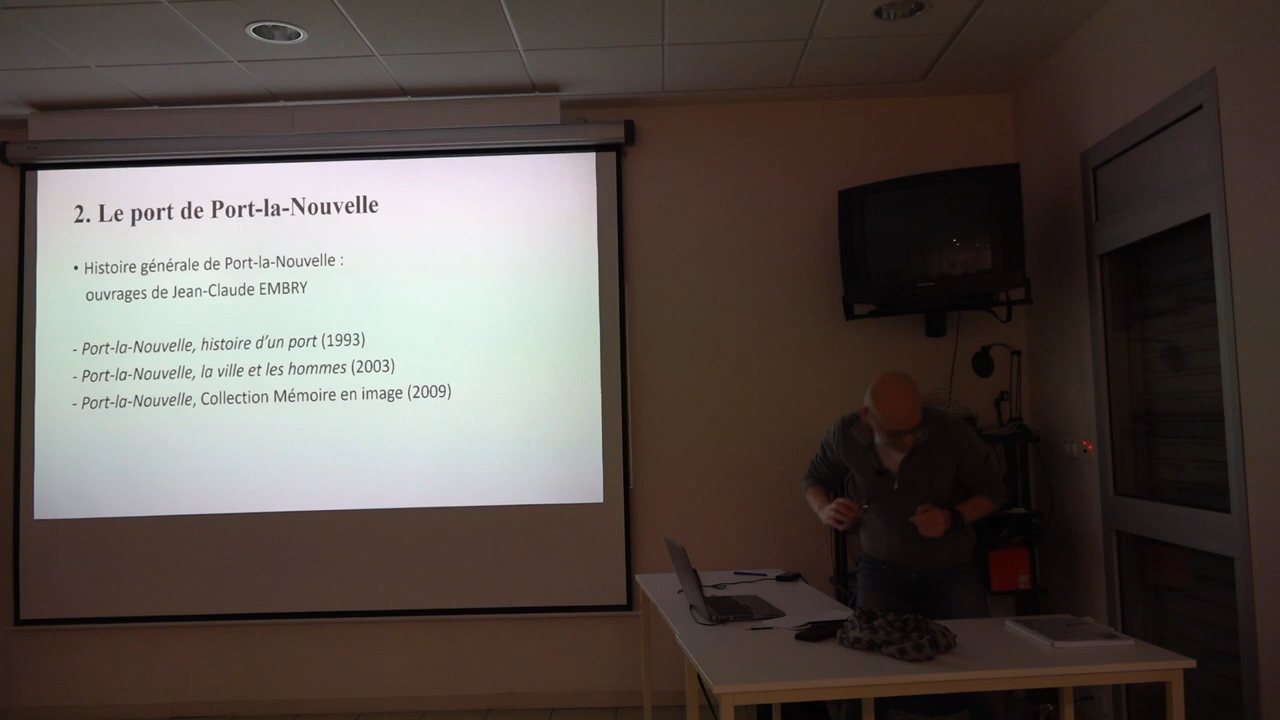 2. Le port de Port-la-Nouvelle
• Histoire générale de Port-la-Nouvelle :
ouvrages de Jean-Claude EMBRY
- Port-la-Nouvelle, histoire d'un port (1993)
- Port-la-Nouvelle, la ville et les hommes (2003)
- Port-la-Nouvelle, Collection Mémoire en image (2009)